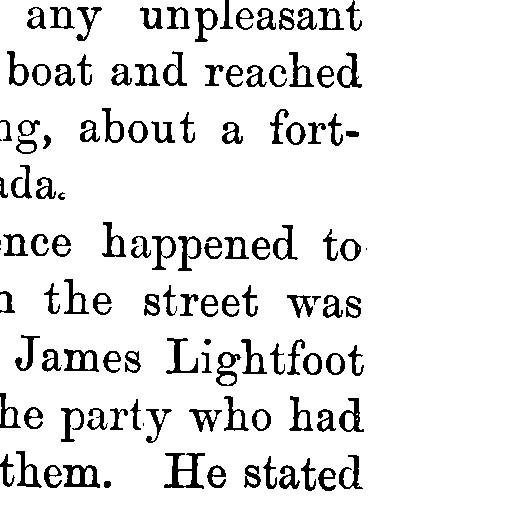 any unpleasant
boat and reached
ng, about a fort-
ada.
ence happened to
n the street was
James Lightfoot
he party who had
them. He stated